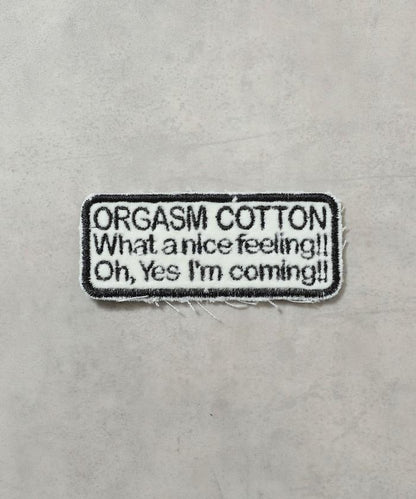 ORGASM COTTON
What a nice feeling!!
Oh, Yes I'm coming!!